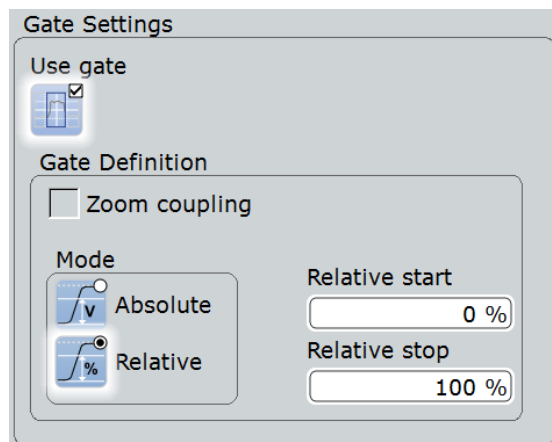 Gate Settings
Use gate
Gate Definition
Zoom coupling
Mode
V Absolute
% Relative
Relative start
0 %
Relative stop
100 %